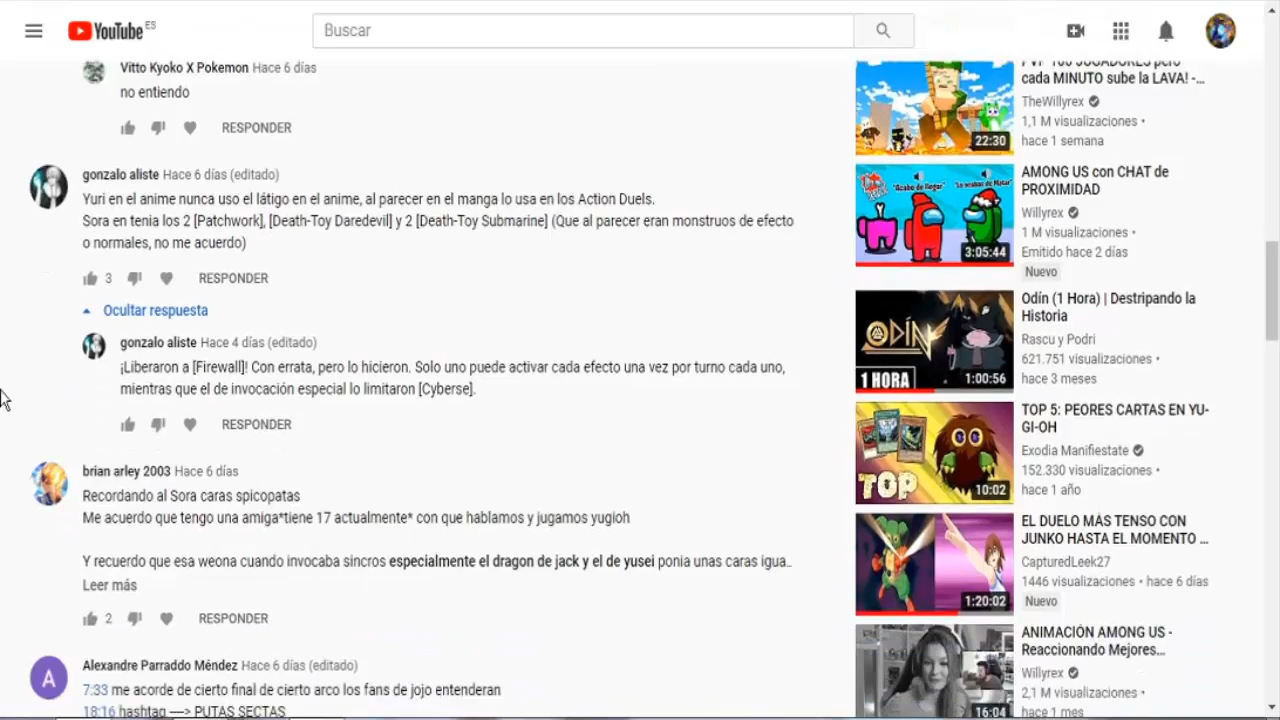 YouTube ES
Buscar
Vitto Kyoko X Pokemon Hace 6 días
no entiendo
RESPONDER
gonzalo aliste Hace 6 días (editado)
Yuri en el anime nunca uso el látigo en el anime, al parecer en el manga lo usa en los Action Duels.
Sora en tenia los 2 [Patchwork], [Death-Toy Daredevil] y 2 [Death-Toy Submarine] (Que al parecer eran monstruos de efecto
o normales, no me acuerdo)
3 RESPONDER
Ocultar respuesta
gonzalo aliste Hace 4 días (editado)
¡Liberaron a [Firewall]! Con errata, pero lo hicieron. Solo uno puede activar cada efecto una vez por turno cada uno,
mientras que el de invocación especial lo limitaron [Cyberse].
RESPONDER
brian arley 2003 Hace 6 días
Recordando al Sora caras spicopatas
Me acuerdo que tengo una amiga*tiene 17 actualmente* con que hablamos y jugamos yugioh
Y recuerdo que esa weona cuando invocaba sincros especialmente el dragon de jack y el de yusei ponia unas caras igua..
Leer más
2 RESPONDER
A
Alexandre Parraddo Méndez Hace 6 días (editado)
7:33 me acorde de cierto final de cierto arco los fans de jojo entenderan
18:16 hashtag —-> PUTAS SECTAS
PVP 100 JUGADORES pero
cada MINUTO sube la LAVA! -...
TheWillyrex
1,1 M visualizaciones •
hace 1 semana
22:30
"Acabo de llegar"
AMONG US con CHAT de
PROXIMIDAD
Willyrex
1 M visualizaciones •
Emitido hace 2 días
Nuevo
3:05:44
ODÍN
1 HORA
1:00:56
Odín (1 Hora) | Destripando la
Historia
Rascu y Podri
621.751 visualizaciones •
hace 3 meses
TOP
10:02
TOP 5: PEORES CARTAS EN YU-
GI-OH
Exodia Manifiestate
152.330 visualizaciones •
hace 1 año
1:20:02
EL DUELO MÁS TENSO CON
JUNKO HASTA EL MOMENTO ...
CapturedLeek27
1446 visualizaciones • hace 6 días
Nuevo
16:04
ANIMACIÓN AMONG US -
Reaccionando Mejores...
Willyrex
2,1 M visualizaciones •
hace 1 mes